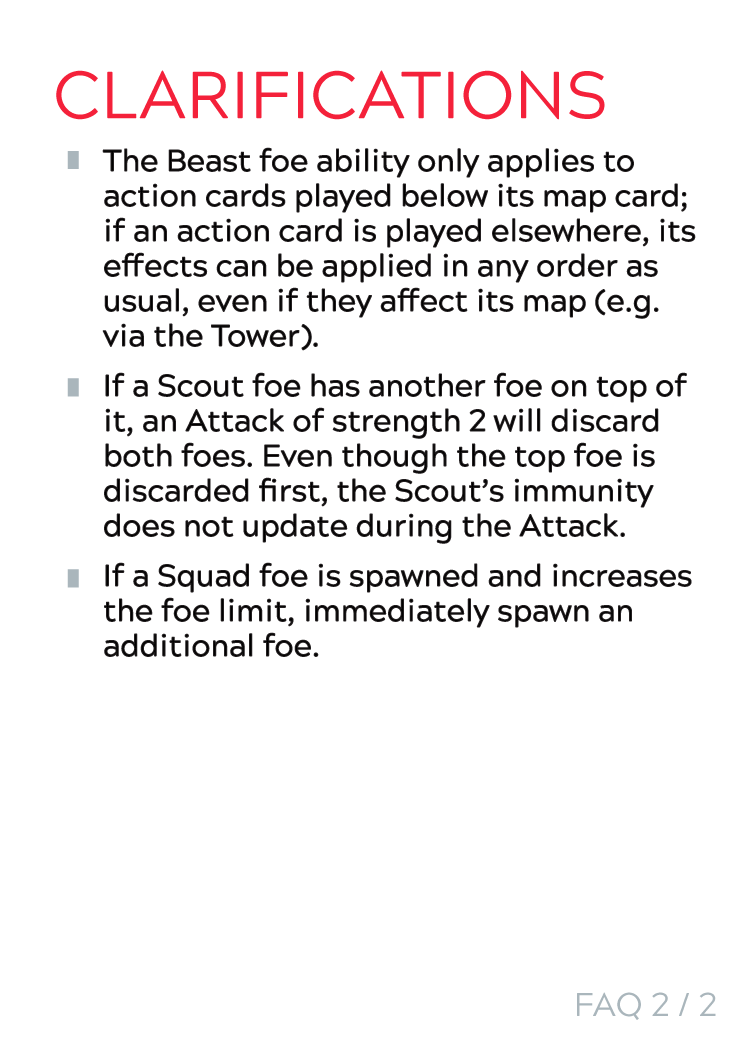 CLARIFICATIONS
The Beast foe ability only applies to
action cards played below its map card;
if an action card is played elsewhere, its
effects can be applied in any order as
usual, even if they affect its map (e.g.
via the Tower).
If a Scout foe has another foe on top of
it, an Attack of strength 2 will discard
both foes. Even though the top foe is
discarded first, the Scout’s immunity
does not update during the Attack.
If a Squad foe is spawned and increases
the foe limit, immediately spawn an
additional foe.
FAQ 2 / 2